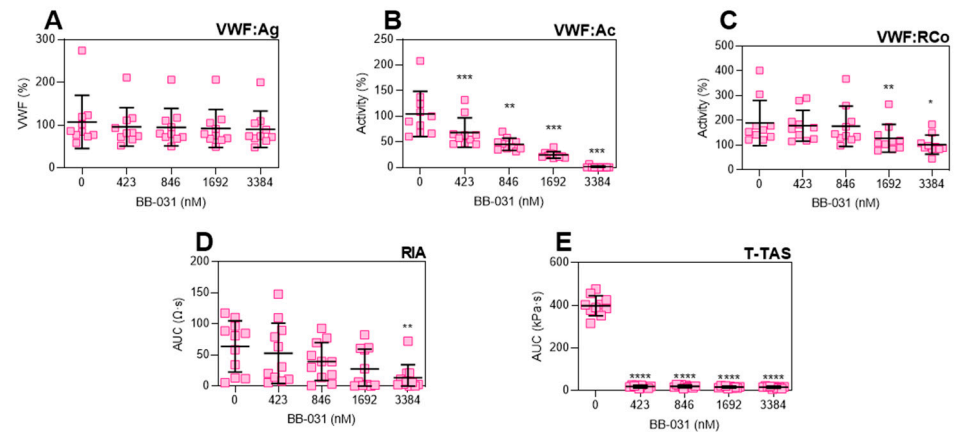 A
VWF:Ag
300
200
100
0
VWF (%)
0 423 846 1692 3384
BB-031 (nM)
B
VWF:Ac
250
200
150
100
50
0
Activity (%)
*** ** *** ***
0 423 846 1692 3384
BB-031 (nM)
C
VWF:RCo
500
400
300
200
100
0
Activity (%)
** *
0 423 846 1692 3384
BB-031 (nM)
D
RIA
200
150
100
50
0
AUC (Ω·s)
**
0 423 846 1692 3384
BB-031 (nM)
E
T-TAS
600
400
200
0
AUC (kPa·s)
**** **** **** ****
0 423 846 1692 3384
BB-031 (nM)